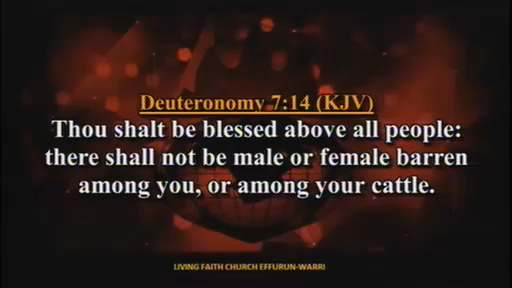 Deuteronomy 7:14 (KJV)
Thou shalt be blessed above all people:
there shall not be male or female barren
among you, or among your cattle.
LIVING FAITH CHURCH EFFURUN-WARRI